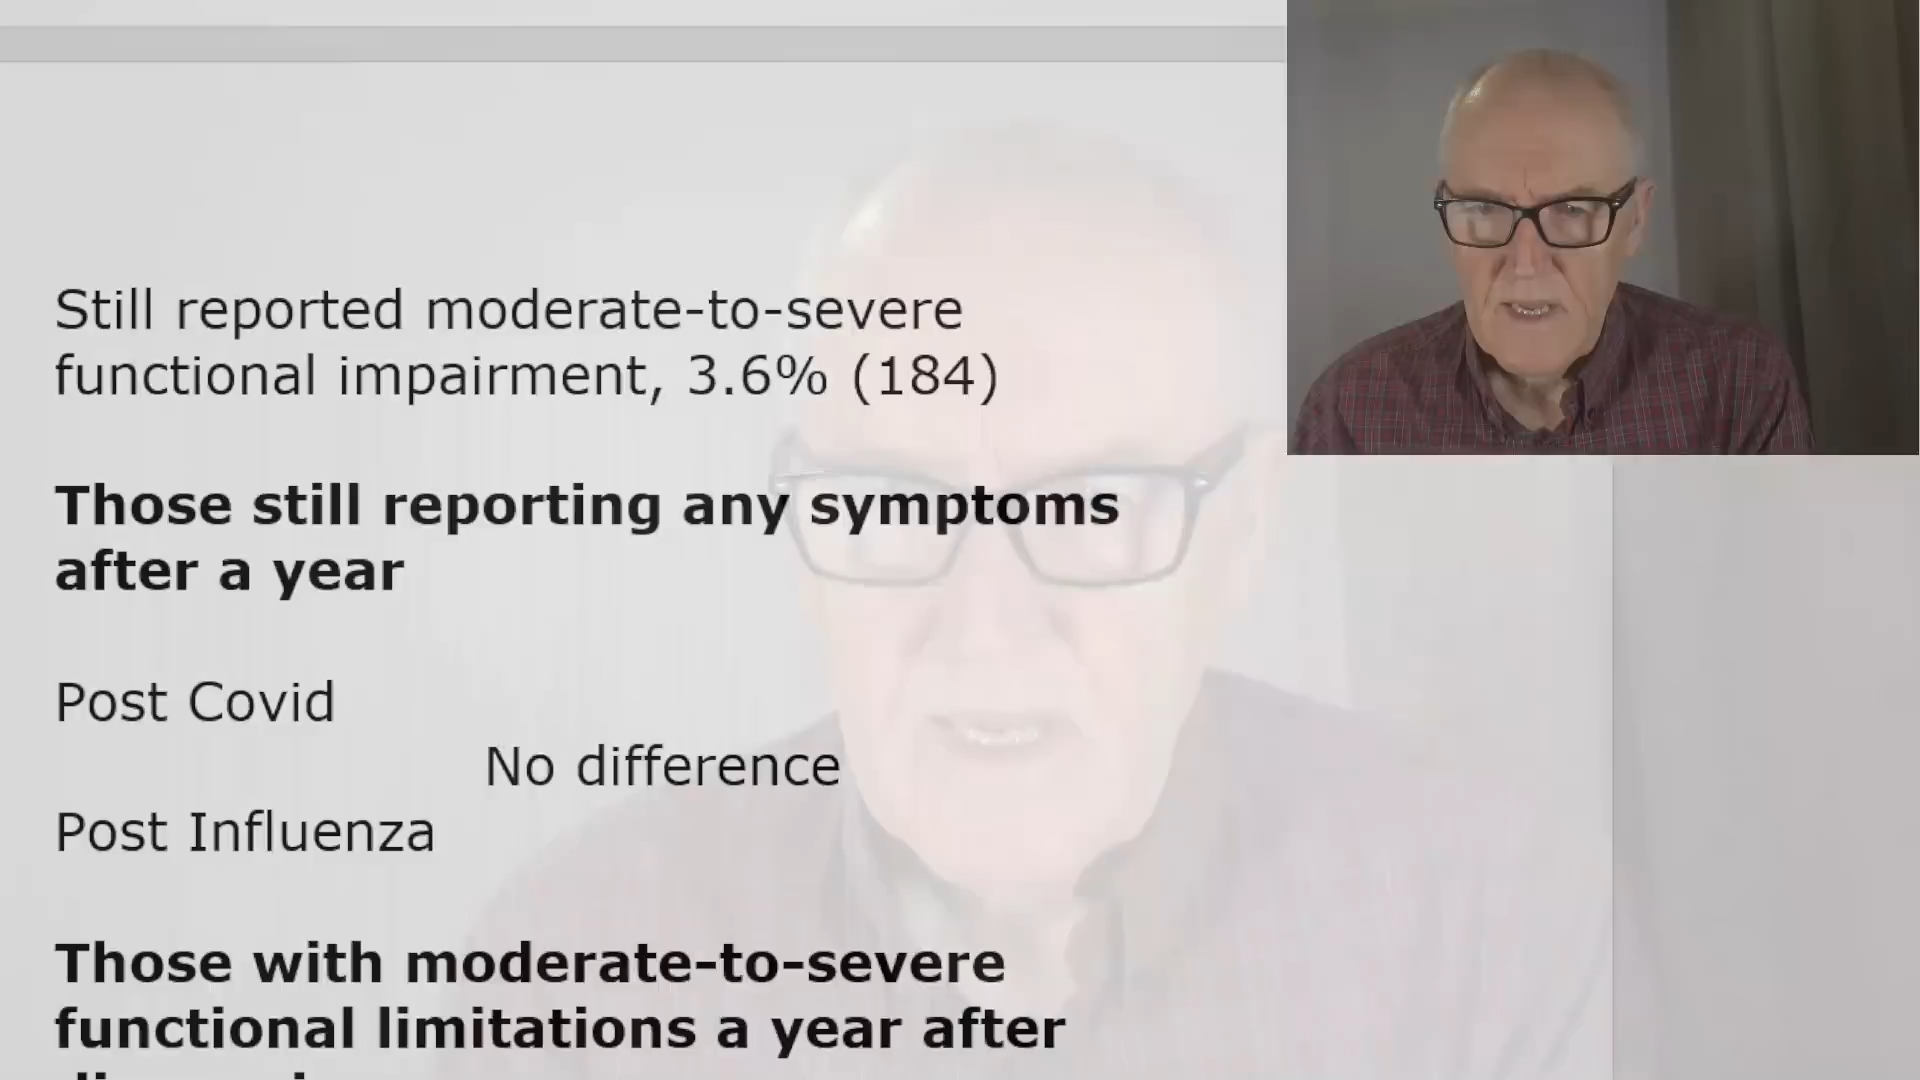 Still reported moderate-to-severe
functional impairment, 3.6% (184)
Those still reporting any symptoms
after a year
Post Covid
No difference
Post Influenza
Those with moderate-to-severe
functional limitations a year after